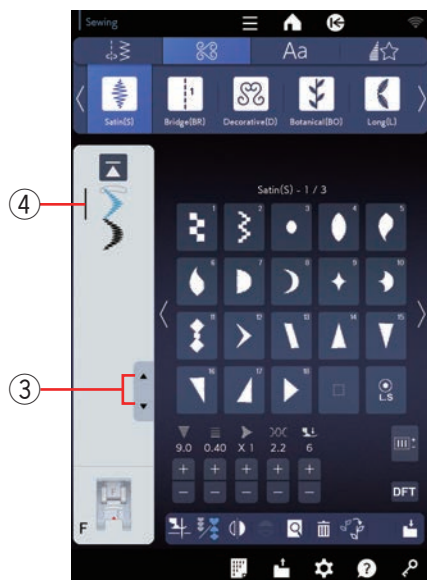 Sewing
Aa
1
Satin(S) Bridge(BR) Decorative(D) Botanical(BO) Long(L)
4
Satin(S) - 1 / 3
1 2 3 4 5
6 7 8 9 10
11 12 13 14 15
3
16 17 18
L.S
9.0 0.40 X 1 2.2 6
+ + + + +
− − − − −
DFT
F
?